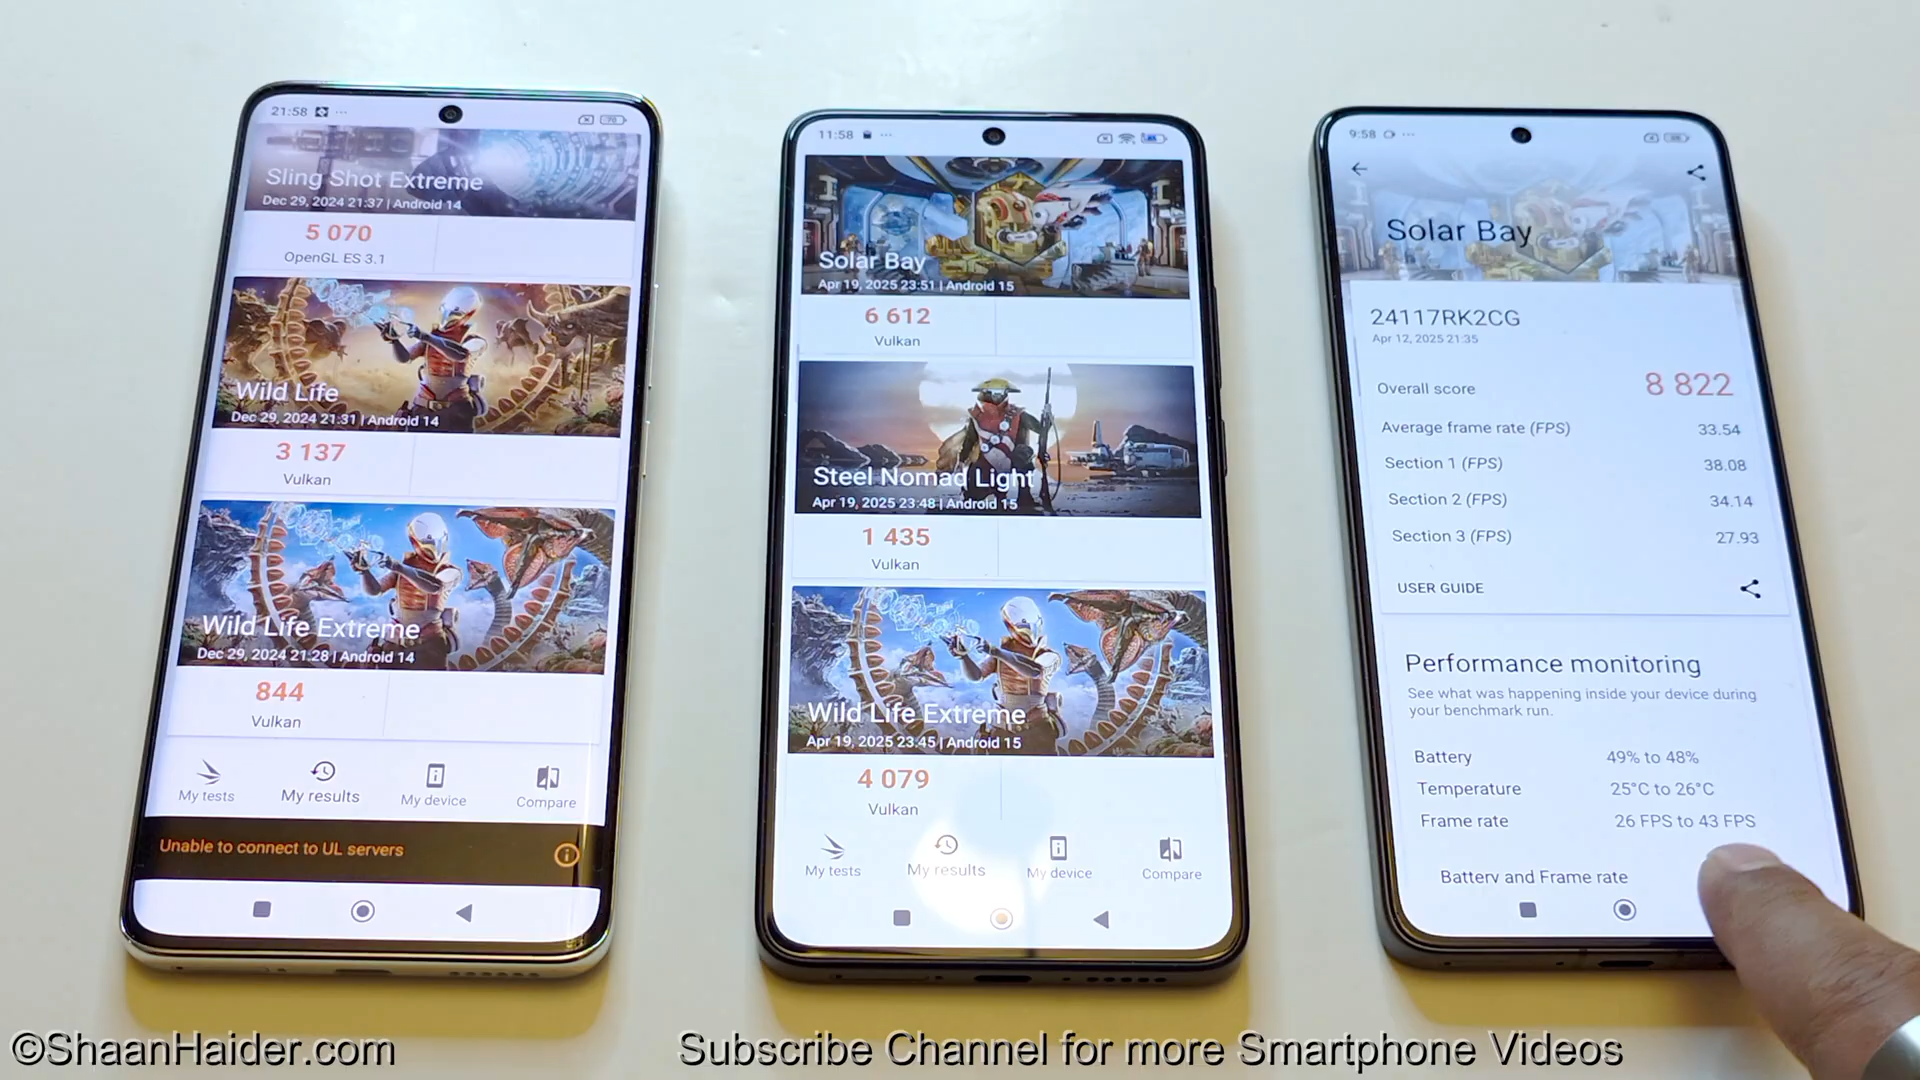 21:58
Sling Shot Extreme
Dec 29, 2024 21:37 | Android 14
5 070
OpenGL ES 3.1
Wild Life
Dec 29, 2024 21:31 | Android 14
3 137
Vulkan
Wild Life Extreme
Dec 29, 2024 21:28 | Android 14
844
Vulkan
My tests
My results
My device
Compare
Unable to connect to UL servers
11:58
Solar Bay
Apr 19, 2025 23:51 | Android 15
6 612
Vulkan
Steel Nomad Light
Apr 19, 2025 23:48 | Android 15
1 435
Vulkan
Wild Life Extreme
Apr 19, 2025 23:45 | Android 15
4 079
Vulkan
My tests
My results
My device
Compare
9:58
Solar Bay
24117RK2CG
Apr 12, 2025 21:35
Overall score 8 822
Average frame rate (FPS) 33.54
Section 1 (FPS) 38.08
Section 2 (FPS) 34.14
Section 3 (FPS) 27.93
USER GUIDE
Performance monitoring
See what was happening inside your device during
your benchmark run.
Battery 49% to 48%
Temperature 25°C to 26°C
Frame rate 26 FPS to 43 FPS
Battery and Frame rate
©ShaanHaider.com
Subscribe Channel for more Smartphone Videos